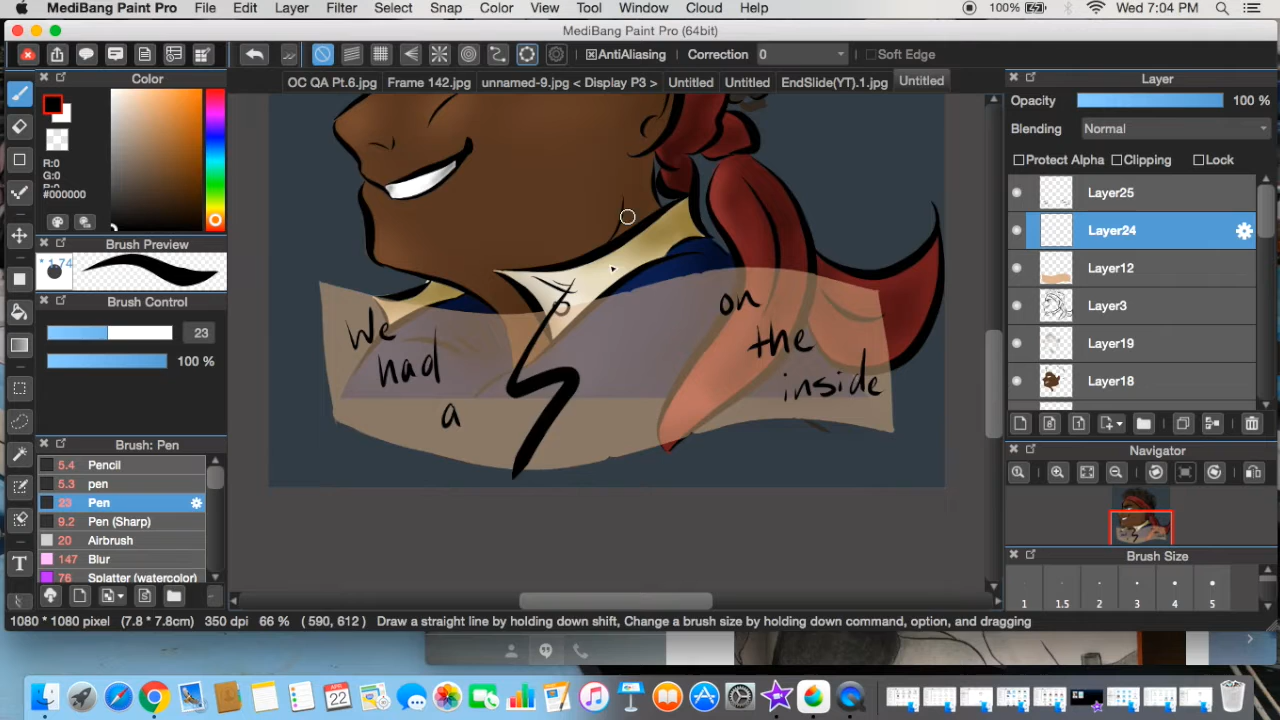 MediBang Paint Pro File Edit Layer Filter Select Snap Color View Tool Window Cloud Help 100% Wed 7:04 PM
MediBang Paint Pro (64bit)
AntiAliasing Correction 0 Soft Edge
OC QA Pt.6.jpg Frame 142.jpg unnamed-9.jpg < Display P3 > Untitled Untitled EndSlide(YT).1.jpg Untitled
Color
R:0
G:0
B:0
#000000
Brush Preview
* 1.74
Brush Control
23
100 %
Brush: Pen
5.4 Pencil
5.3 pen
23 Pen
9.2 Pen (Sharp)
20 Airbrush
147 Blur
76 Splatter (watercolor)
We
had
a
on
the
inside
Layer
Opacity 100 %
Blending Normal
Protect Alpha Clipping Lock
Layer25
Layer24
Layer12
Layer3
Layer19
Layer18
Navigator
Brush Size
1 1.5 2 3 4 5
1080 * 1080 pixel (7.8 * 7.8cm) 350 dpi 66 % ( 590, 612 ) Draw a straight line by holding down shift, Change a brush size by holding down command, option, and dragging
APR
22